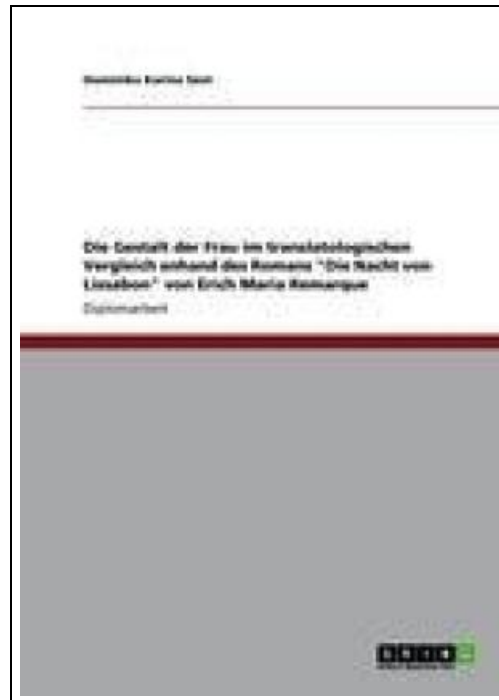 Die Gestalt der Frau im translatologischen
Vergleich anhand des Romans "Die Nacht von
Lissabon" von Erich Maria Remarque
Diplomarbeit